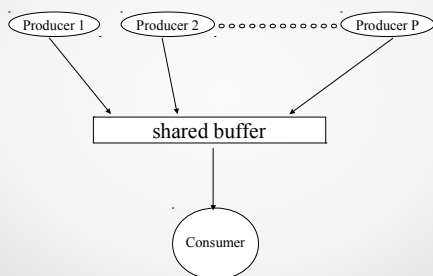 Producer 1
Producer 2
Producer P
shared buffer
Consumer